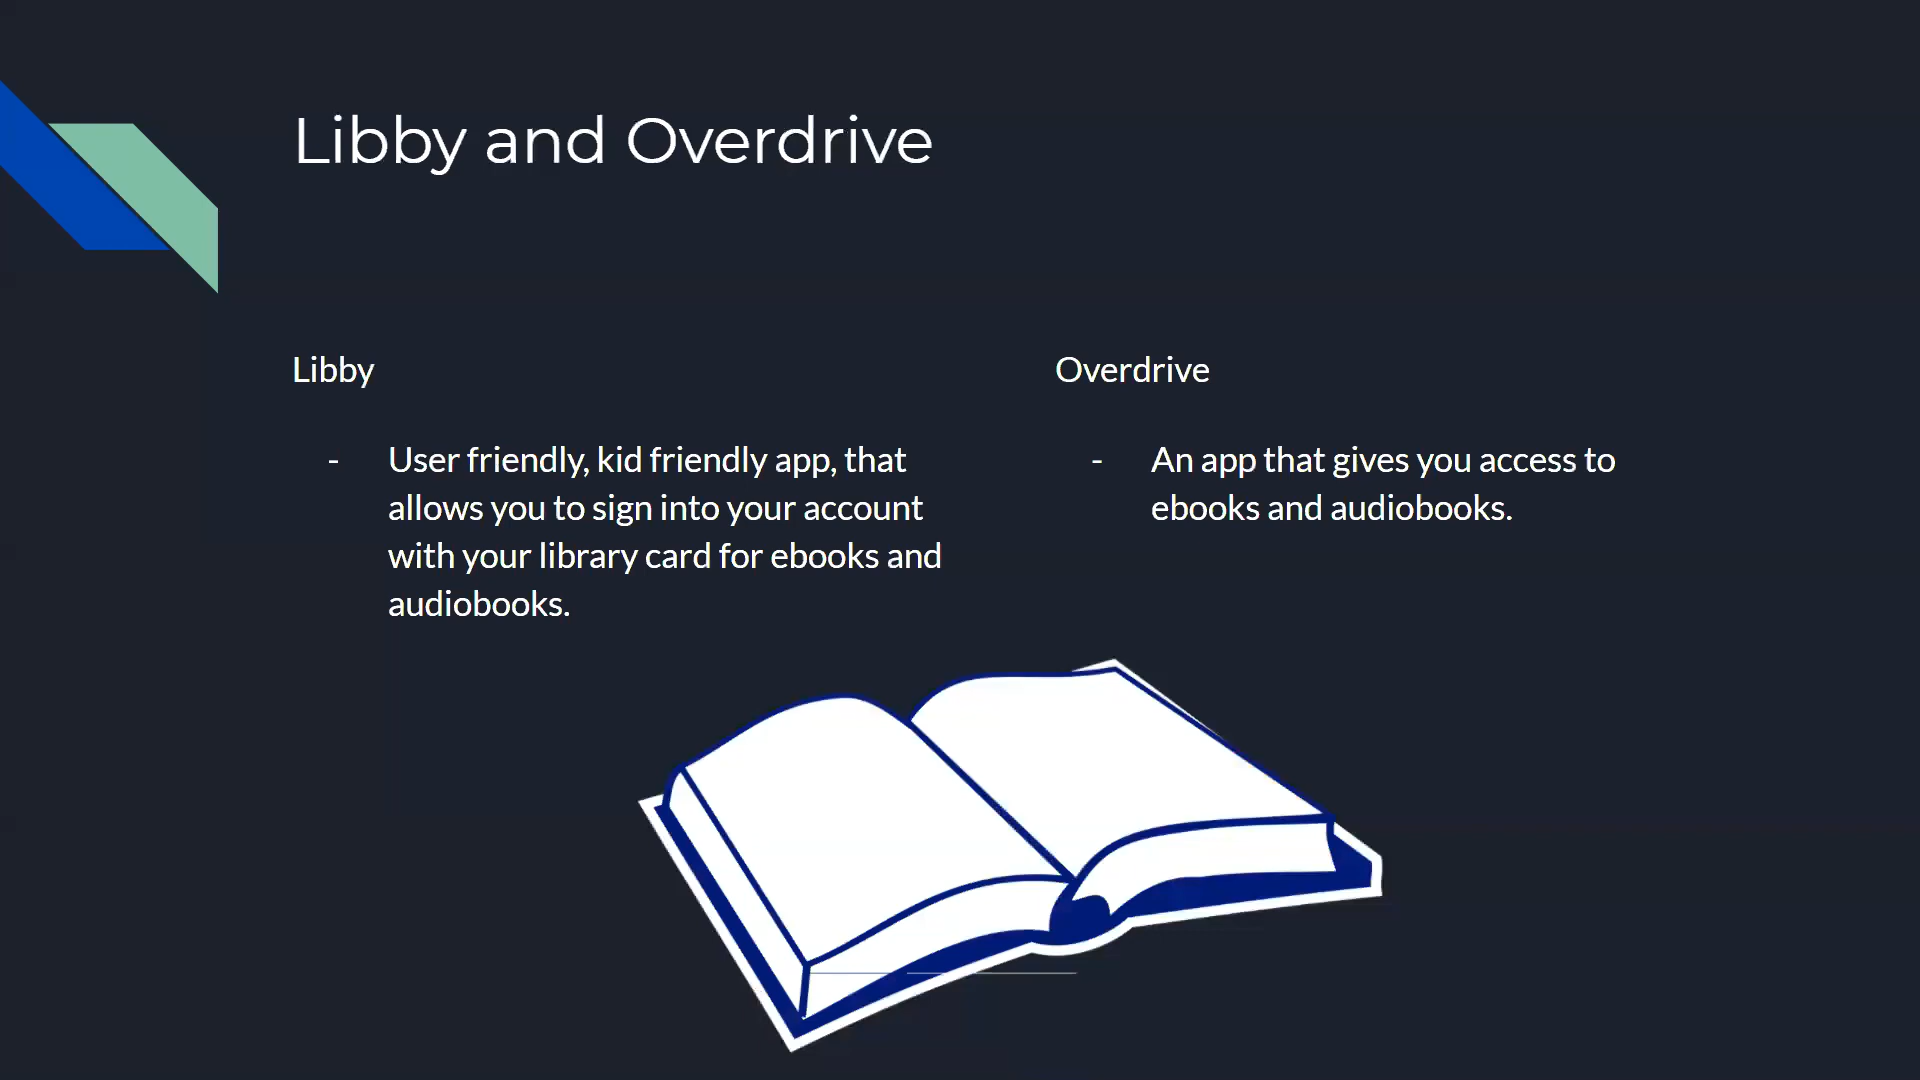 Libby and Overdrive
Libby
- User friendly, kid friendly app, that
allows you to sign into your account
with your library card for ebooks and
audiobooks.
Overdrive
- An app that gives you access to
ebooks and audiobooks.